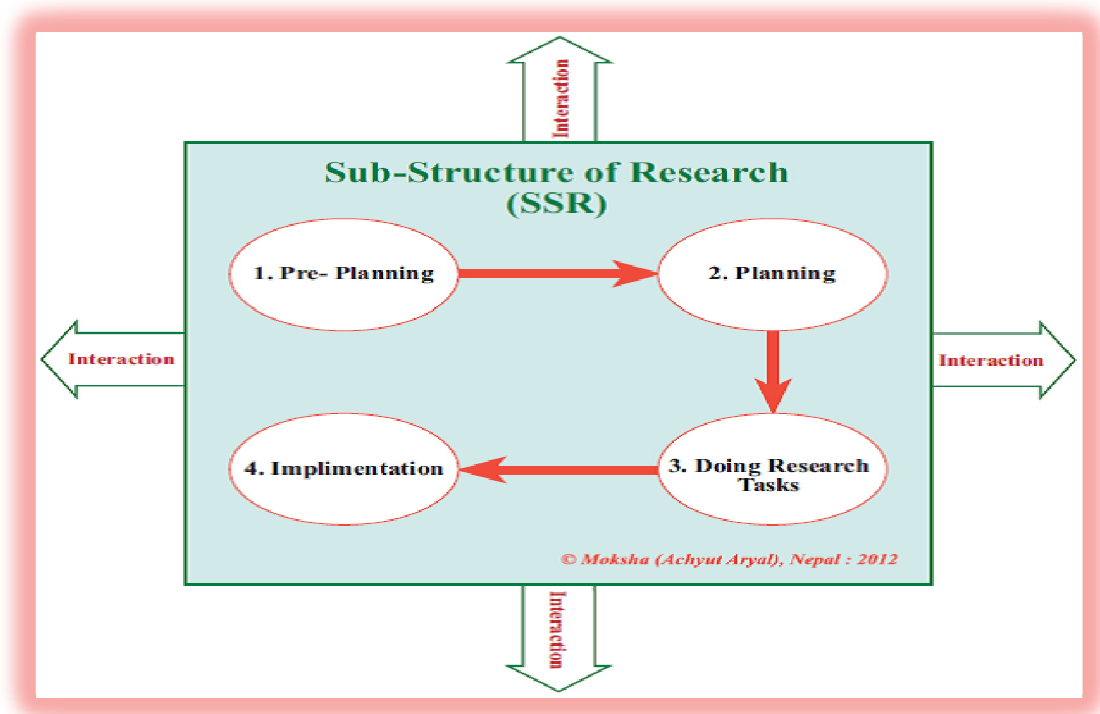 Interaction
Sub-Structure of Research
(SSR)
1. Pre- Planning
2. Planning
Interaction
Interaction
4. Implimentation
3. Doing Research
Tasks
© Moksha (Achyut Aryal), Nepal : 2012
Interaction